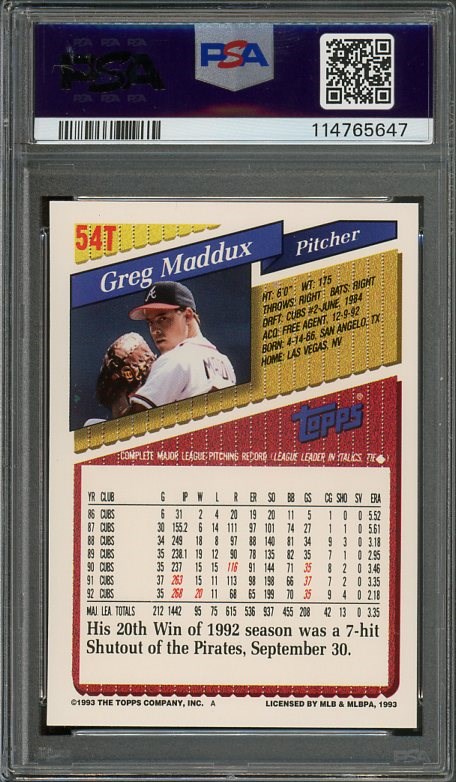 PSA
PSA
114765647
54T
Greg Maddux
Pitcher
HT: 6'0" WT: 175
THROWS: RIGHT BATS: RIGHT
DRFT: CUBS #2-JUNE, 1984
ACQ: FREE AGENT, 12-9-92
BORN: 4-14-66, SAN ANGELO, TX
HOME: LAS VEGAS, NV
Topps®
COMPLETE MAJOR LEAGUE PITCHING RECORD (LEAGUE LEADER IN ITALICS, TIE◆)
YR CLUB G IP W L R ER SO BB GS CG SHO SV ERA
86 CUBS 6 31 2 4 20 19 20 11 5 1 0 0 5.52
87 CUBS 30 155.2 6 14 111 97 101 74 27 1 1 0 5.61
88 CUBS 34 249 18 8 97 88 140 81 34 9 3 0 3.18
89 CUBS 35 238.1 19 12 90 78 135 82 35 7 1 0 2.95
90 CUBS 35 237 15 15 116 91 144 71 35 8 2 0 3.46
91 CUBS 37 263 15 11 113 98 198 66 37 7 2 0 3.35
92 CUBS 35 268 20 11 68 65 199 70 35 9 4 0 2.18
MAJ. LEA. TOTALS 212 1442 95 75 615 536 937 455 208 42 13 0 3.35
His 20th Win of 1992 season was a 7-hit
Shutout of the Pirates, September 30.
©1993 THE TOPPS COMPANY, INC. A LICENSED BY MLB & MLBPA, 1993